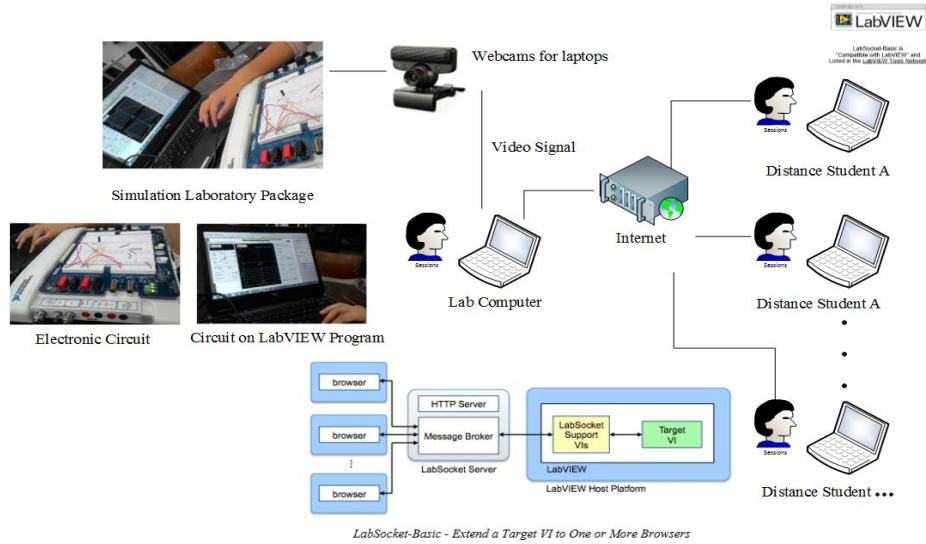 LabVIEW
LabSocket-Basic is
"Compatible with LabVIEW" and
Listed in the LabVIEW Tools Network
Webcams for laptops
Video Signal
Simulation Laboratory Package
Sessions
Distance Student A
Internet
Sessions
Lab Computer
Sessions
Distance Student A
Electronic Circuit
Circuit on LabVIEW Program
browser
browser
browser
HTTP Server
Message Broker
LabSocket Server
LabSocket
Support
VIs
Target
VI
LabVIEW
LabVIEW Host Platform
Sessions
Distance Student ...
LabSocket-Basic - Extend a Target VI to One or More Browsers